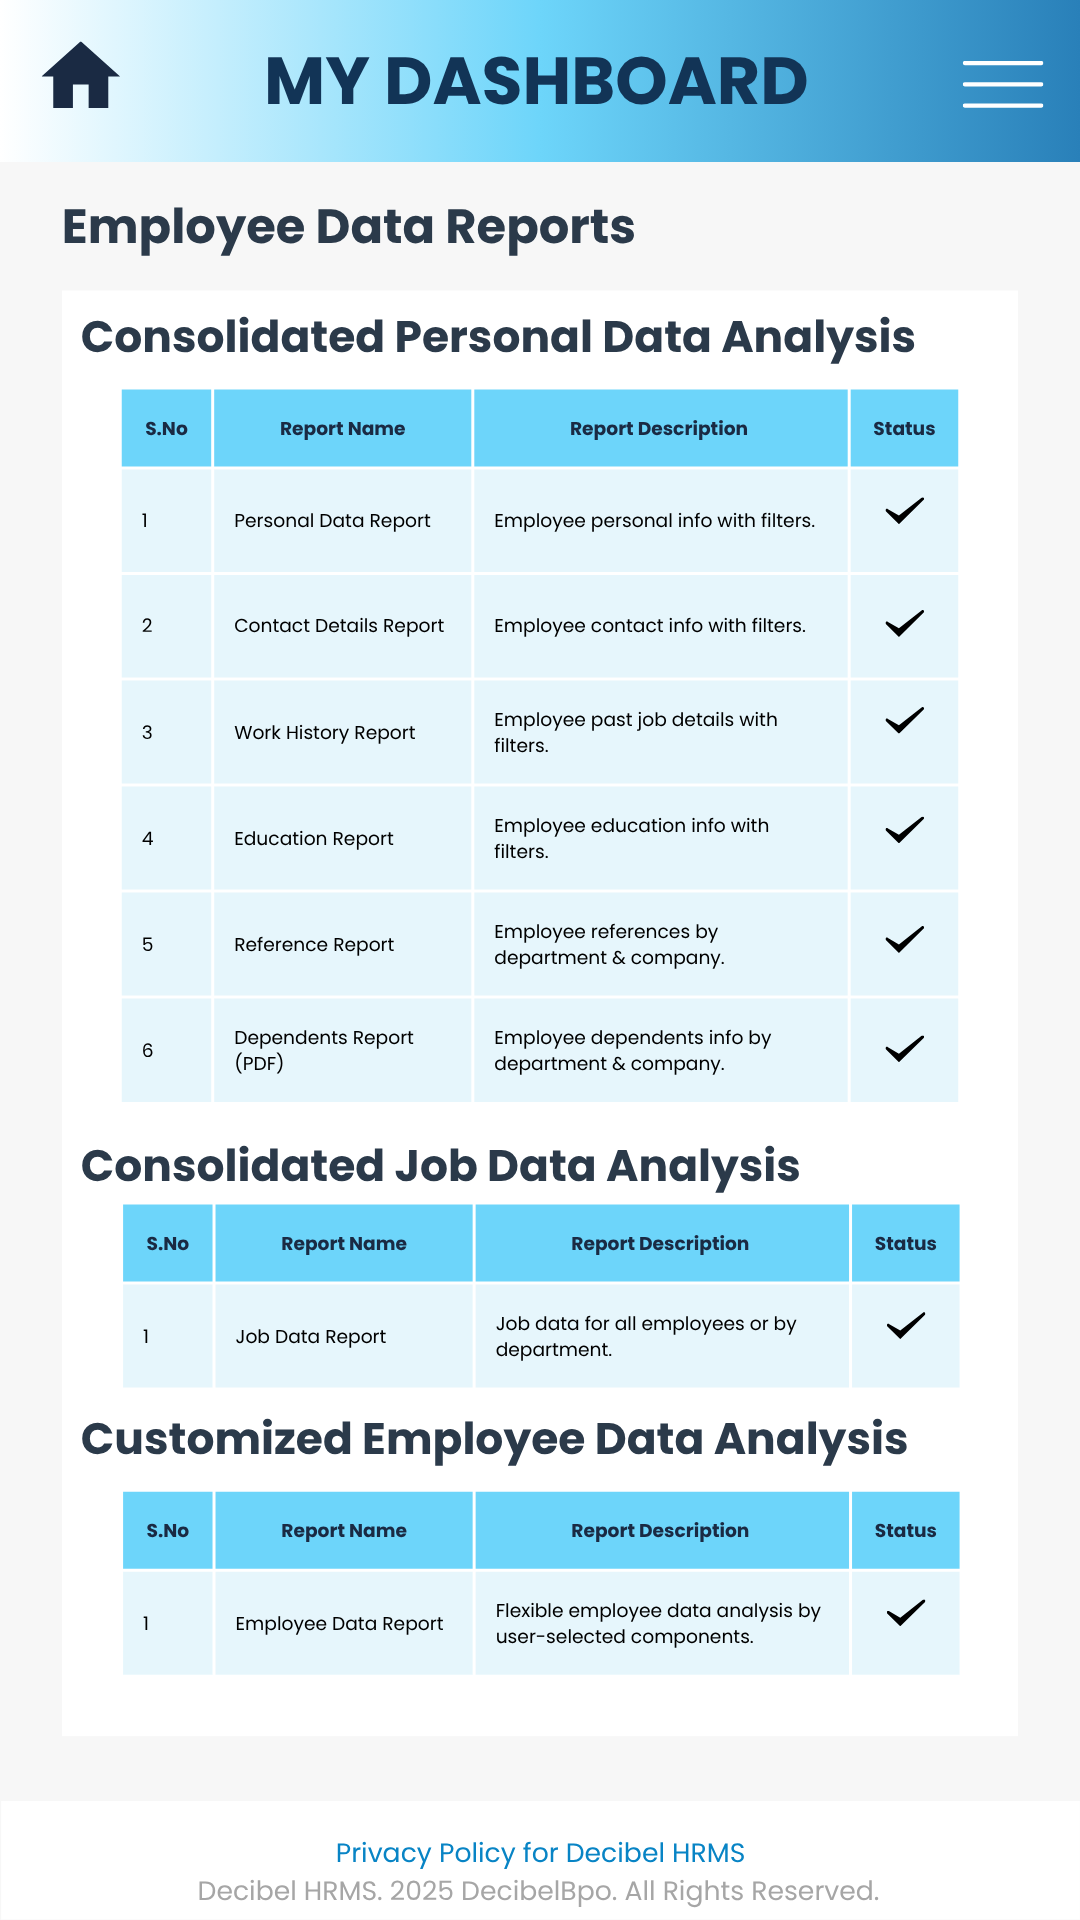 MY DASHBOARD
Employee Data Reports
Consolidated Personal Data Analysis
S.No Report Name Report Description Status
1 Personal Data Report Employee personal info with filters.
2 Contact Details Report Employee contact info with filters.
3 Work History Report Employee past job details with
filters.
4 Education Report Employee education info with
filters.
5 Reference Report Employee references by
department & company.
6 Dependents Report
(PDF)
Employee dependents info by
department & company.
Consolidated Job Data Analysis
S.No Report Name Report Description Status
1 Job Data Report Job data for all employees or by
department.
Customized Employee Data Analysis
S.No Report Name Report Description Status
1 Employee Data Report Flexible employee data analysis by
user-selected components.
Privacy Policy for Decibel HRMS
Decibel HRMS. 2025 DecibelBpo. All Rights Reserved.